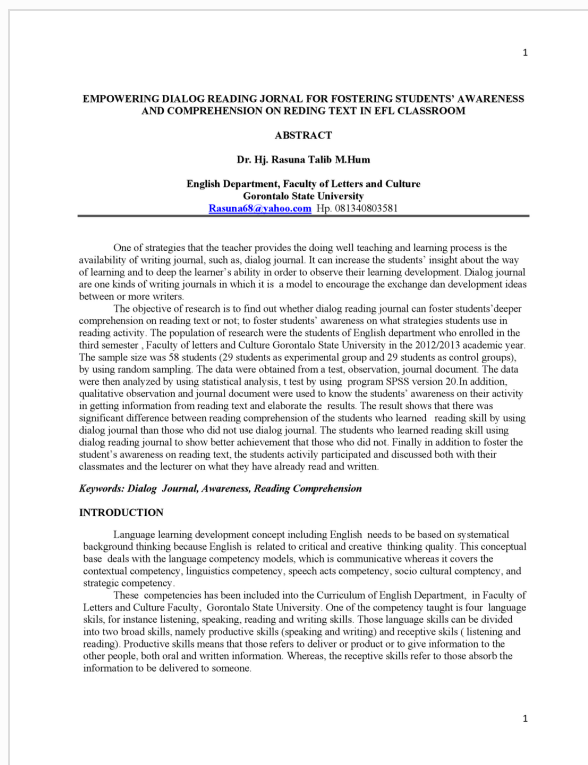 1
EMPOWERING DIALOG READING JORNAL FOR FOSTERING STUDENTS' AWARENESS
AND COMPREHENSION ON REDING TEXT IN EFL CLASSROOM
ABSTRACT
Dr. Hj. Rasuna Talib M.Hum
English Department, Faculty of Letters and Culture
Gorontalo State University
Rasuna68@yahoo.com Hp. 081340803581
One of strategies that the teacher provides the doing well teaching and learning process is the
availability of writing journal, such as, dialog journal. It can increase the students' insight about the way
of learning and to deep the learner's ability in order to observe their learning development. Dialog journal
are one kinds of writing journals in which it is a model to encourage the exchange dan development ideas
between or more writers.
The objective of research is to find out whether dialog reading journal can foster students'deeper
comprehension on reading text or not; to foster students' awareness on what strategies students use in
reading activity. The population of research were the students of English department who enrolled in the
third semester , Faculty of letters and Culture Gorontalo State University in the 2012/2013 academic year.
The sample size was 58 students (29 students as experimental group and 29 students as control groups),
by using random sampling. The data were obtained from a test, observation, journal document. The data
were then analyzed by using statistical analysis, t test by using program SPSS version 20.In addition,
qualitative observation and journal document were used to know the students' awareness on their activity
in getting information from reading text and elaborate the results. The result shows that there was
significant difference between reading comprehension of the students who learned reading skill by using
dialog journal than those who did not use dialog journal. The students who learned reading skill using
dialog reading journal to show better achievement that those who did not. Finally in addition to foster the
student's awareness on reading text, the students activily participated and discussed both with their
classmates and the lecturer on what they have already read and written.
Keywords: Dialog Journal, Awareness, Reading Comprehension
INTRODUCTION
Language learning development concept including English needs to be based on systematical
background thinking because English is related to critical and creative thinking quality. This conceptual
base deals with the language competency models, which is communicative whereas it covers the
contextual competency, linguistics competency, speech acts competency, socio cultural comptency, and
strategic competency.
These competencies has been included into the Curriculum of English Department, in Faculty of
Letters and Culture Faculty, Gorontalo State University. One of the competency taught is four language
skils, for instance listening, speaking, reading and writing skills. Those language skills can be divided
into two broad skills, namely productive skills (speaking and writing) and receptive skils ( listening and
reading). Productive skills means that those refers to deliver or product or to give information to the
other people, both oral and written information. Whereas, the receptive skills refer to those absorb the
information to be delivered to someone.
1